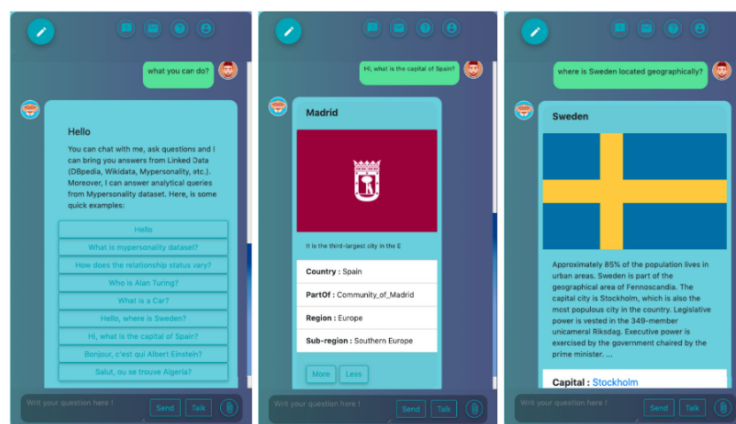 what you can do?
Hello
You can chat with me, ask questions and I
can bring you answers from Linked Data
(DBpedia, Wikidata, Mypersonality, etc.).
Moreover, I can answer analytical queries
from Mypersonality dataset. Here, is some
quick examples:
Hello
What is mypersonality dataset?
How does the relationship status vary?
Who is Alan Turing?
What is a Car?
Hello, where is Sweden?
Hi, what is the capital of Spain?
Bonjour, c'est qui Albert Einstein?
Salut, ou se trouve Algeria?
Writ your question here !
Send
Talk
Hi, what is the capital of Spain?
Madrid
It is the third-largest city in the E
Country : Spain
PartOf : Community_of_Madrid
Region : Europe
Sub-region : Southern Europe
More
Less
Writ your question here !
Send
Talk
where is Sweden located geographically?
Sweden
Approximately 85% of the population lives in
urban areas. Sweden is part of the
geographical area of Fennoscandia. The
capital city is Stockholm, which is also the
most populous city in the country. Legislative
power is vested in the 349-member
unicameral Riksdag. Executive power is
exercised by the government chaired by the
prime minister. ...
Capital : Stockholm
Writ your question here !
Send
Talk